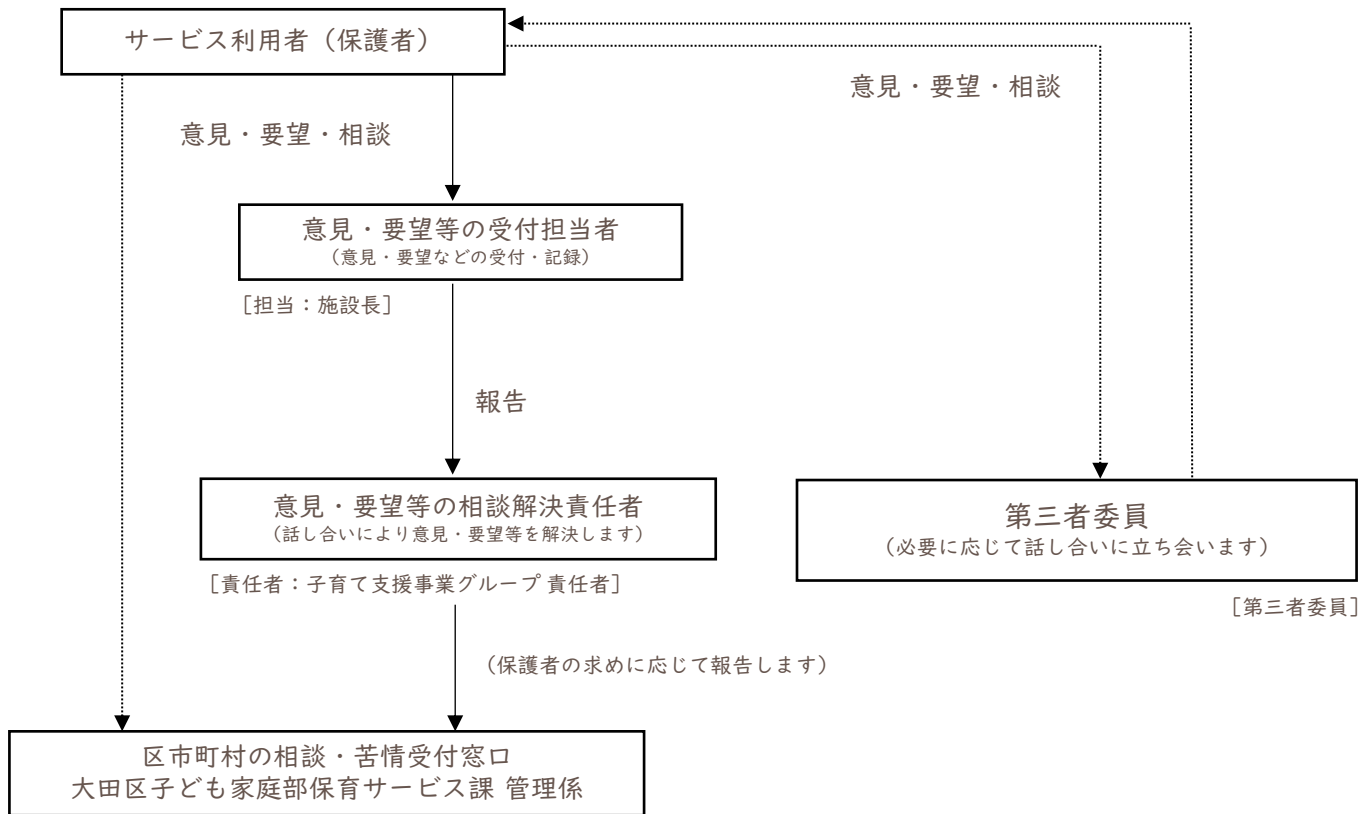 サービス利用者（保護者）
意見・要望・相談
意見・要望・相談
意見・要望等の受付担当者
（意見・要望などの受付・記録）
［担当：施設長］
報告
意見・要望等の相談解決責任者
（話し合いにより意見・要望等を解決します）
［責任者：子育て支援事業グループ 責任者］
第三者委員
（必要に応じて話し合いに立ち会います）
［第三者委員］
（保護者の求めに応じて報告します）
区市町村の相談・苦情受付窓口
大田区子ども家庭部保育サービス課 管理係